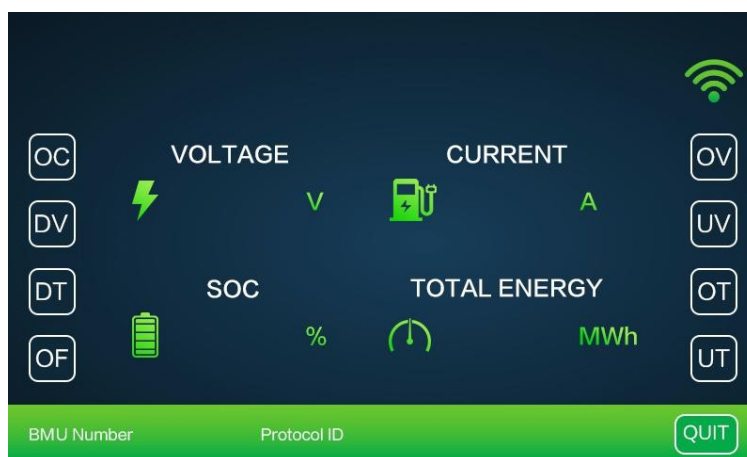 OC
VOLTAGE
CURRENT
OV
V
A
DV
UV
DT
SOC
TOTAL ENERGY
OT
%
MWh
OF
UT
BMU Number
Protocol ID
QUIT